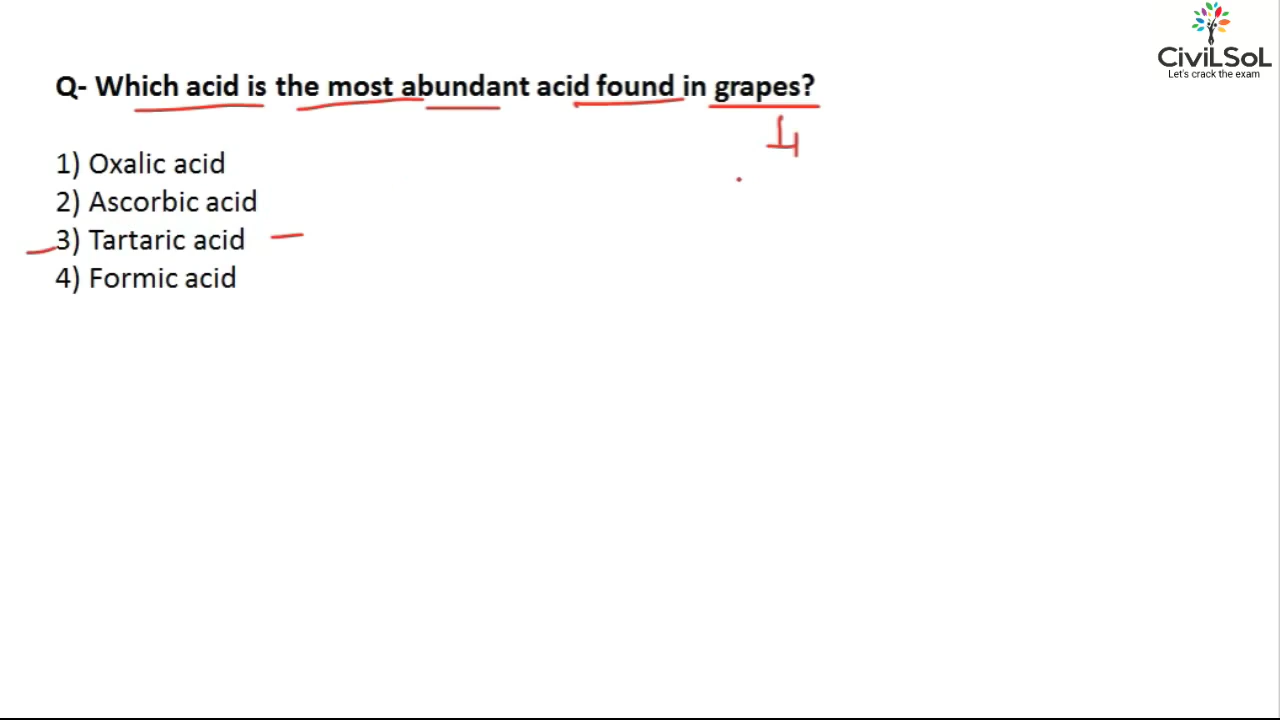 CiviLSoL
Let's crack the exam
Q- Which acid is the most abundant acid found in grapes?
1) Oxalic acid
2) Ascorbic acid
3) Tartaric acid
4) Formic acid